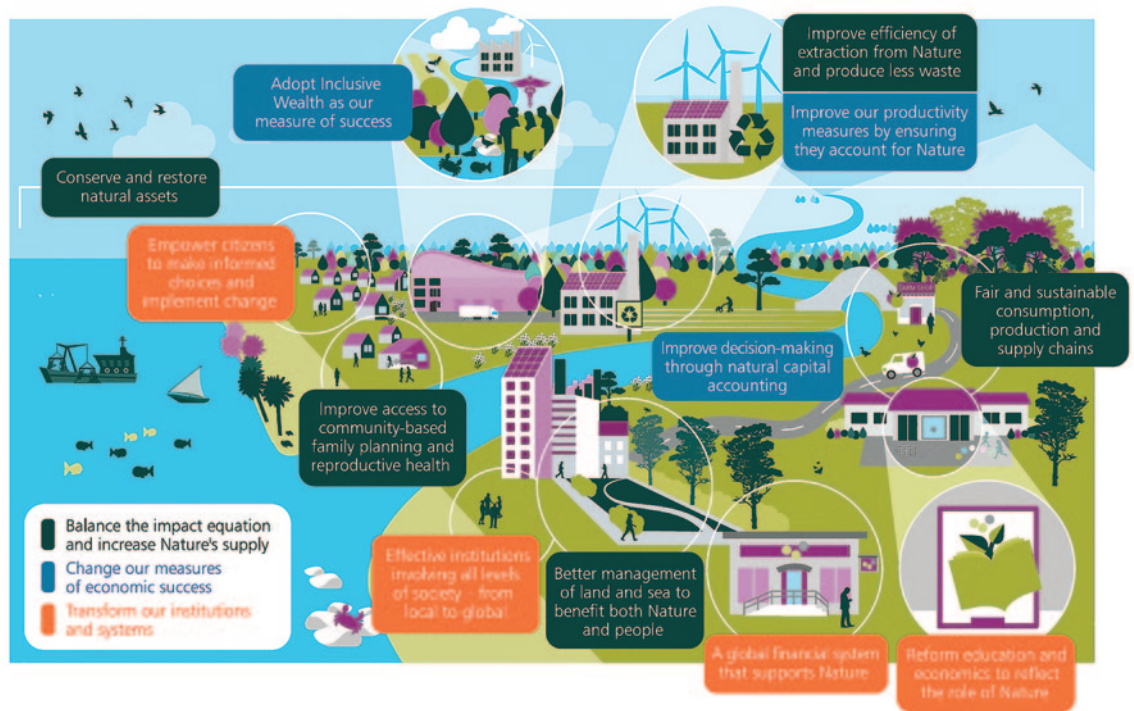 Improve efficiency of
extraction from Nature
and produce less waste
Adopt Inclusive
Wealth as our
measure of success
Improve our productivity
measures by ensuring
they account for Nature
Conserve and restore
natural assets
Empower citizens
to make informed
choices and
implement change
FARM SHOP
Fair and sustainable
consumption,
production and
supply chains
Improve decision-making
through natural capital
accounting
Improve access to
community-based
family planning and
reproductive health
Balance the impact equation
and increase Nature's supply
Change our measures
of economic success
Transform our institutions
and systems
Effective institutions
involving all levels
of society - from
local to global
Better management
of land and sea to
benefit both Nature
and people
A global financial system
that supports Nature
Reform education and
economics to reflect
the role of Nature